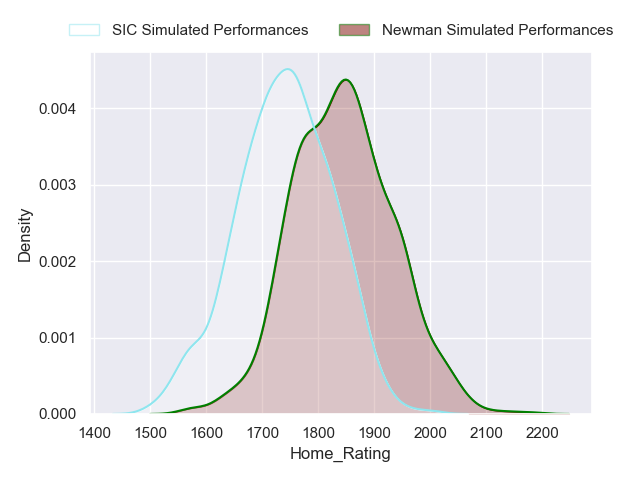 SIC Simulated Performances Newman Simulated Performances
0.004
0.003
0.002
0.001
0.000
Density
1400 1500 1600 1700 1800 1900 2000 2100 2200
Home_Rating